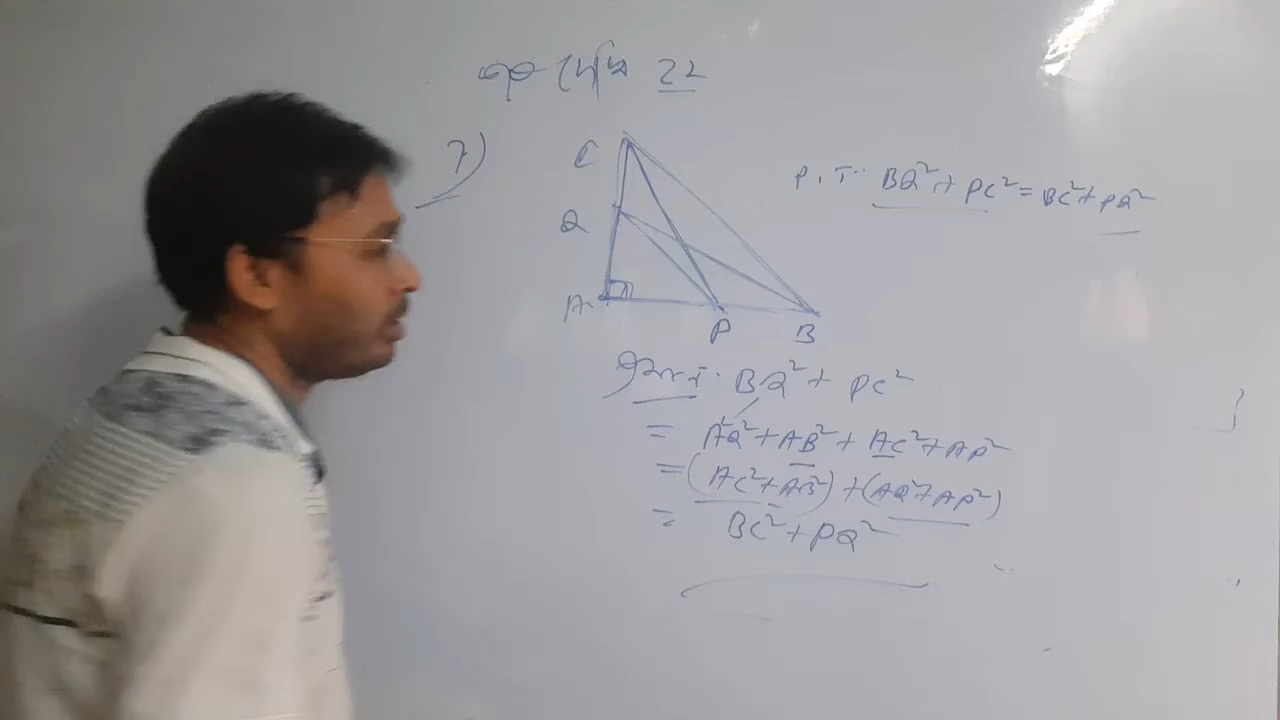 কষে দেখি 22
7)
C
Q
A
P
B
P.T. BQ² + PC² = BC² + PQ²
BQ² + PC²
= AQ² + AB² + AC² + AP²
= (AC² + AB²) + (AQ² + AP²)
= BC² + PQ²